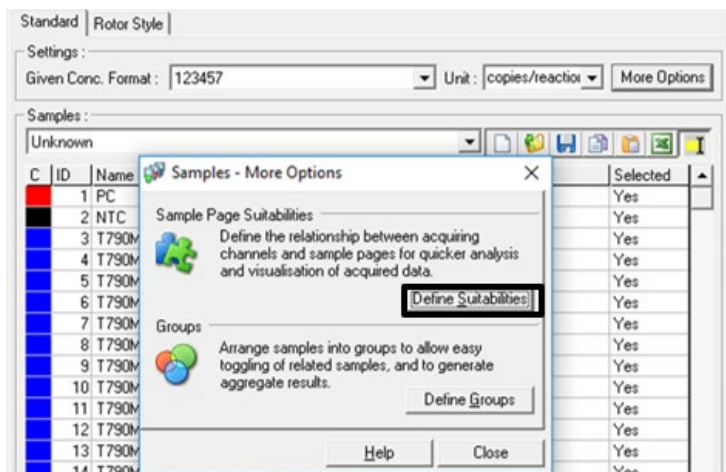 Standard Rotor Style
Settings :
Given Conc. Format : 123457 Unit : copies/reaction More Options
Samples :
Unknown
C ID Name Selected
1 PC Yes
2 NTC Yes
3 T790M Yes
4 T790M Yes
5 T790M Yes
6 T790M Yes
7 T790M Yes
8 T790M Yes
9 T790M Yes
10 T790M Yes
11 T790M Yes
12 T790M Yes
13 T790M Yes
14 T790M Yes
Samples - More Options
Sample Page Suitabilities
Define the relationship between acquiring
channels and sample pages for quicker analysis
and visualisation of acquired data.
Define Suitabilities
Groups
Arrange samples into groups to allow easy
toggling of related samples, and to generate
aggregate results.
Define Groups
Help Close